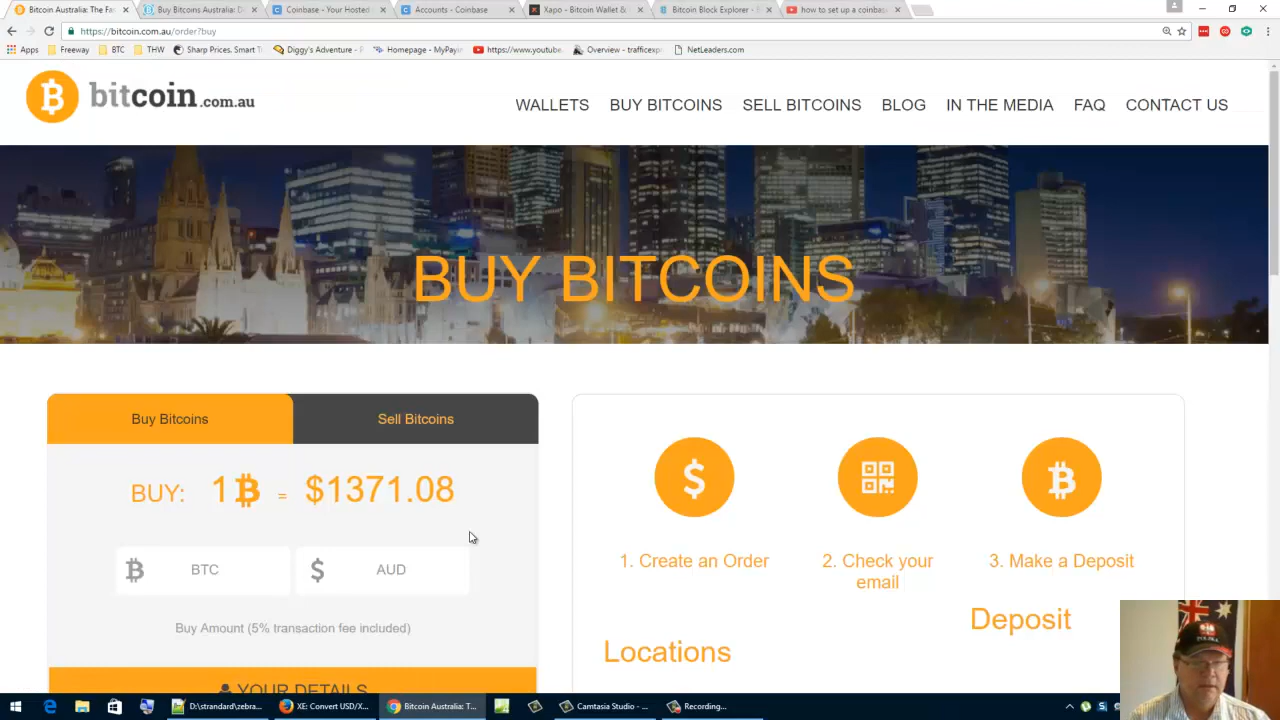 Bitcoin Australia: The Fa
Buy Bitcoins Australia: D
Coinbase - Your Hosted
Accounts - Coinbase
Xapo - Bitcoin Wallet &
Bitcoin Block Explorer -
how to set up a coinbas
https://bitcoin.com.au/order?buy
Apps
Freeway
BTC
THW
Sharp Prices. Smart T
Diggy's Adventure - F
Homepage - MyPayin
https://www.youtube.
Overview - trafficexp
NetLeaders.com
bitcoin.com.au
WALLETS
BUY BITCOINS
SELL BITCOINS
BLOG
IN THE MEDIA
FAQ
CONTACT US
BUY BITCOINS
Buy Bitcoins
Sell Bitcoins
BUY: 1 = $1371.08
BTC
$ AUD
Buy Amount (5% transaction fee included)
YOUR DETAILS
$
1. Create an Order
2. Check your
email
3. Make a Deposit
Deposit
Locations
POLSKA
D:\strandard\zebra...
XE: Convert USD/X...
Bitcoin Australia: T...
Camtasia Studio - ...
Recording...